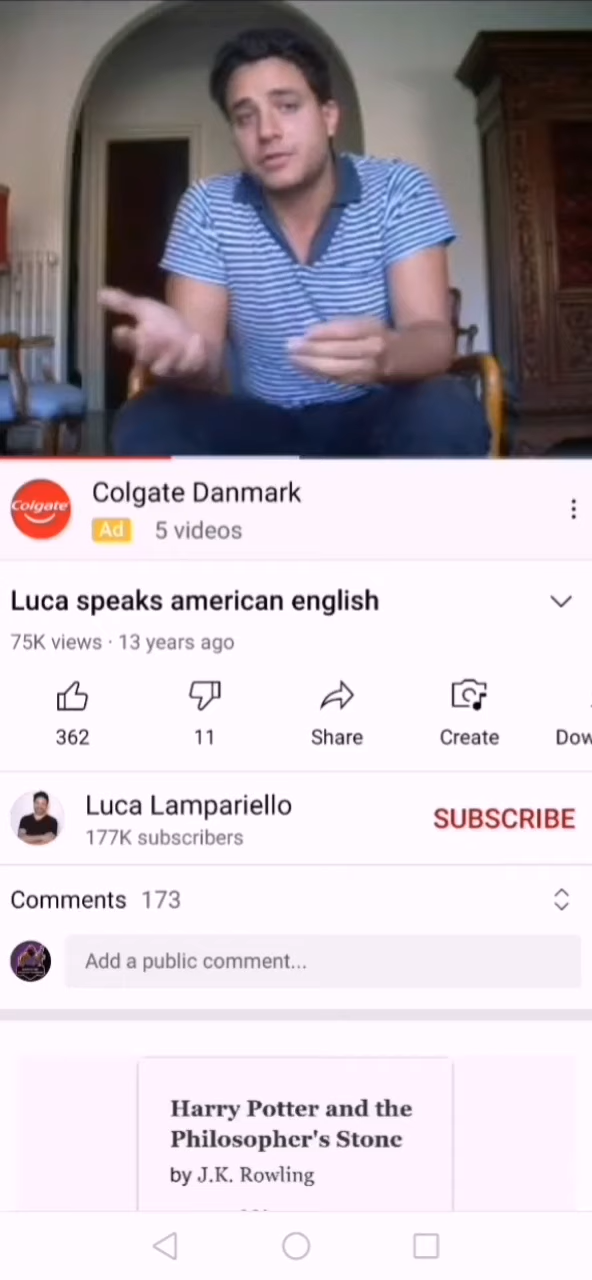 Colgate
Colgate Danmark
Ad 5 videos
Luca speaks american english
75K views · 13 years ago
362 11 Share Create Dow
Luca Lampariello
SUBSCRIBE
177K subscribers
Comments 173
Add a public comment...
Harry Potter and the
Philosopher's Stone
by J.K. Rowling